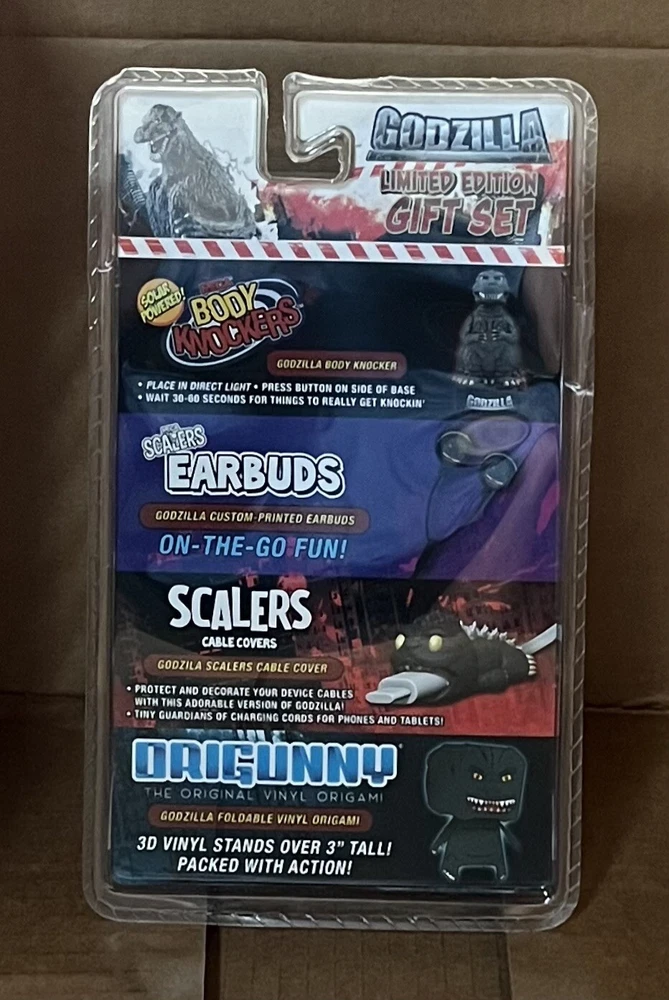 GODZILLA
LIMITED EDITION
GIFT SET
SOLAR
POWERED!
BODY
KNOCKERS
GODZILLA BODY KNOCKER
• PLACE IN DIRECT LIGHT • PRESS BUTTON ON SIDE OF BASE
• WAIT 30-60 SECONDS FOR THINGS TO REALLY GET KNOCKIN'
GODZILLA
SCALERS
EARBUDS
GODZILLA CUSTOM-PRINTED EARBUDS
ON-THE-GO FUN!
SCALERS
CABLE COVERS
GODZILA SCALERS CABLE COVER
• PROTECT AND DECORATE YOUR DEVICE CABLES
WITH THIS ADORABLE VERSION OF GODZILLA!
• TINY GUARDIANS OF CHARGING CORDS FOR PHONES AND TABLETS!
ORIGUNNY
THE ORIGINAL VINYL ORIGAMI
GODZILLA FOLDABLE VINYL ORIGAMI
3D VINYL STANDS OVER 3" TALL!
PACKED WITH ACTION!